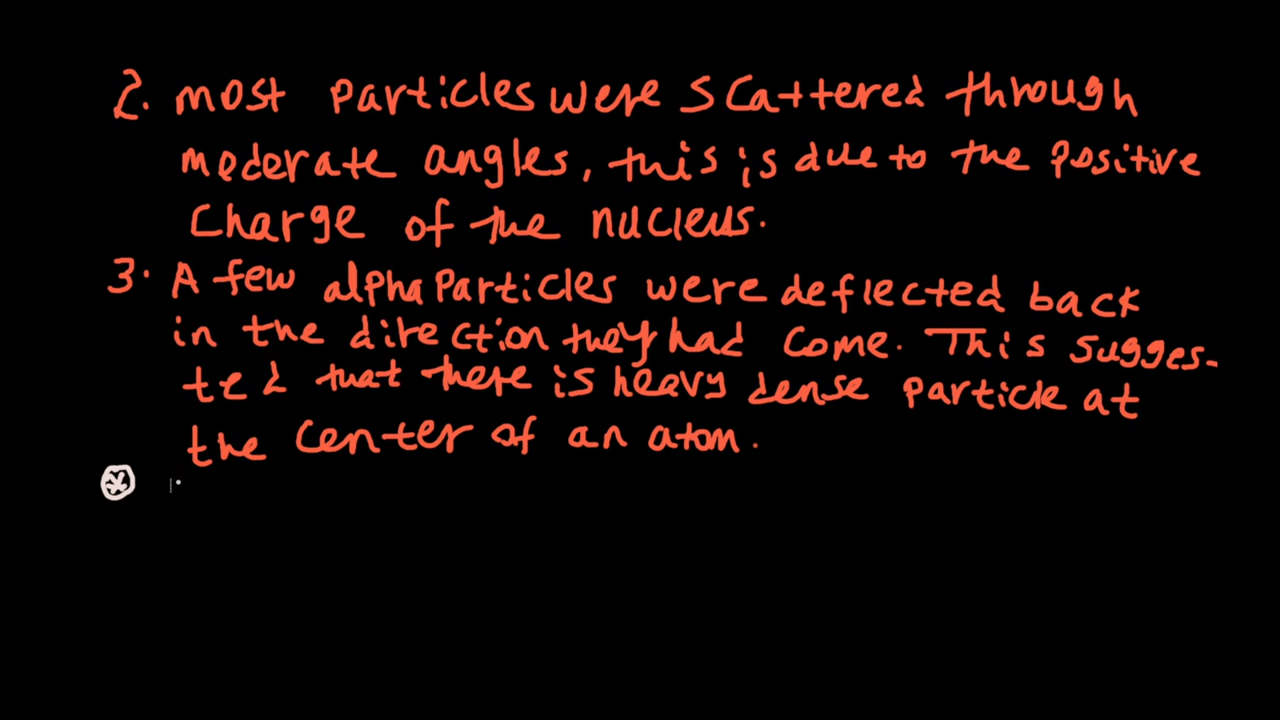 2. most particles were scattered through
moderate angles, this is due to the positive
charge of the nucleus.
3. A few alpha particles were deflected back
in the direction they had come. This sugges-
ted that there is heavy dense particle at
the center of an atom.